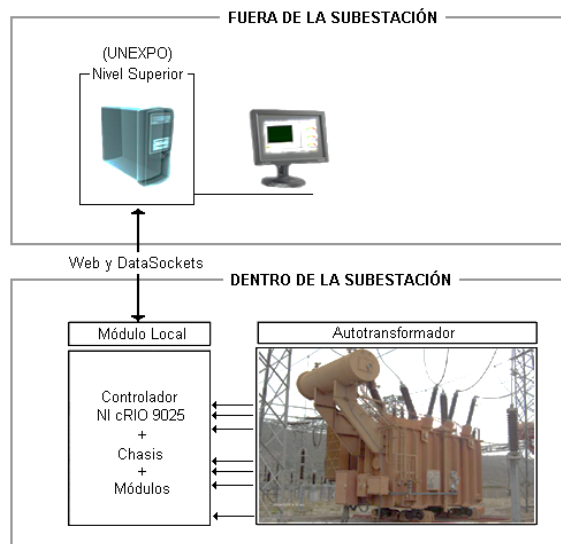 FUERA DE LA SUBESTACIÓN
(UNEXPO)
Nivel Superior
Web y DataSockets
DENTRO DE LA SUBESTACIÓN
Módulo Local
Autotransformador
Controlador
NI cRIO 9025
+
Chasis
+
Módulos